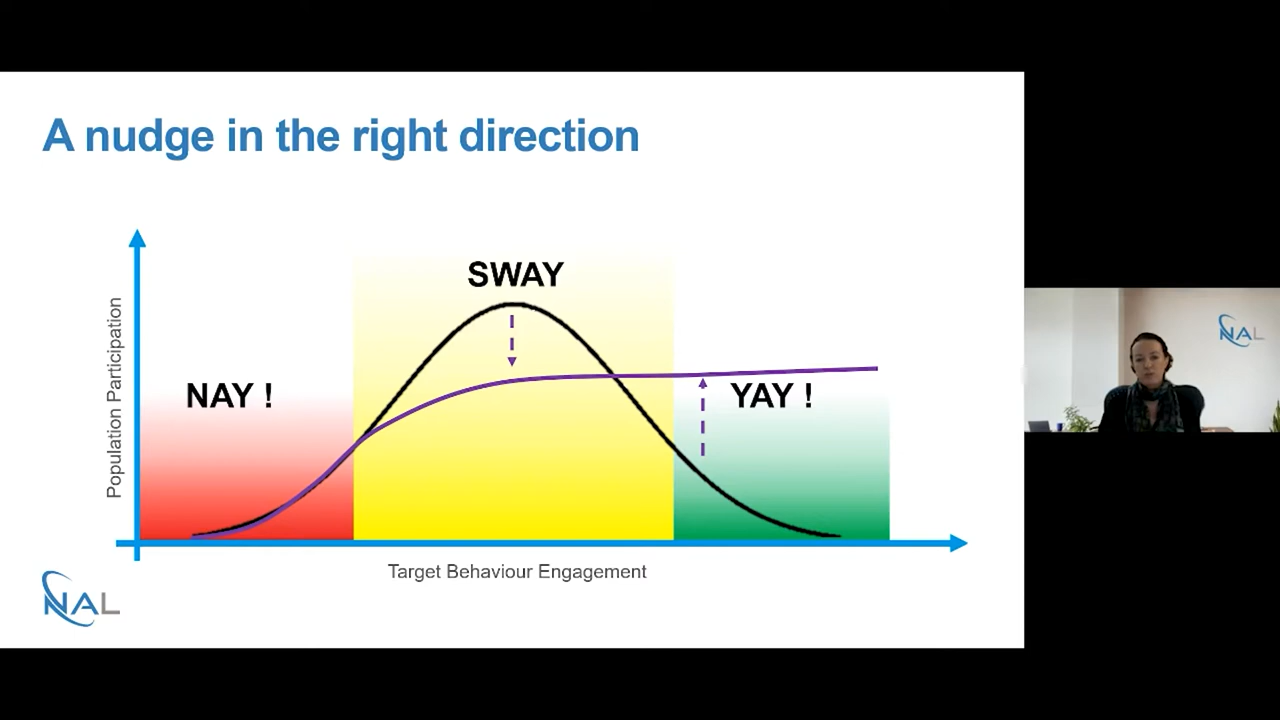 A nudge in the right direction
SWAY
NAY !
YAY !
Population Participation
Target Behaviour Engagement
NAL
NAL